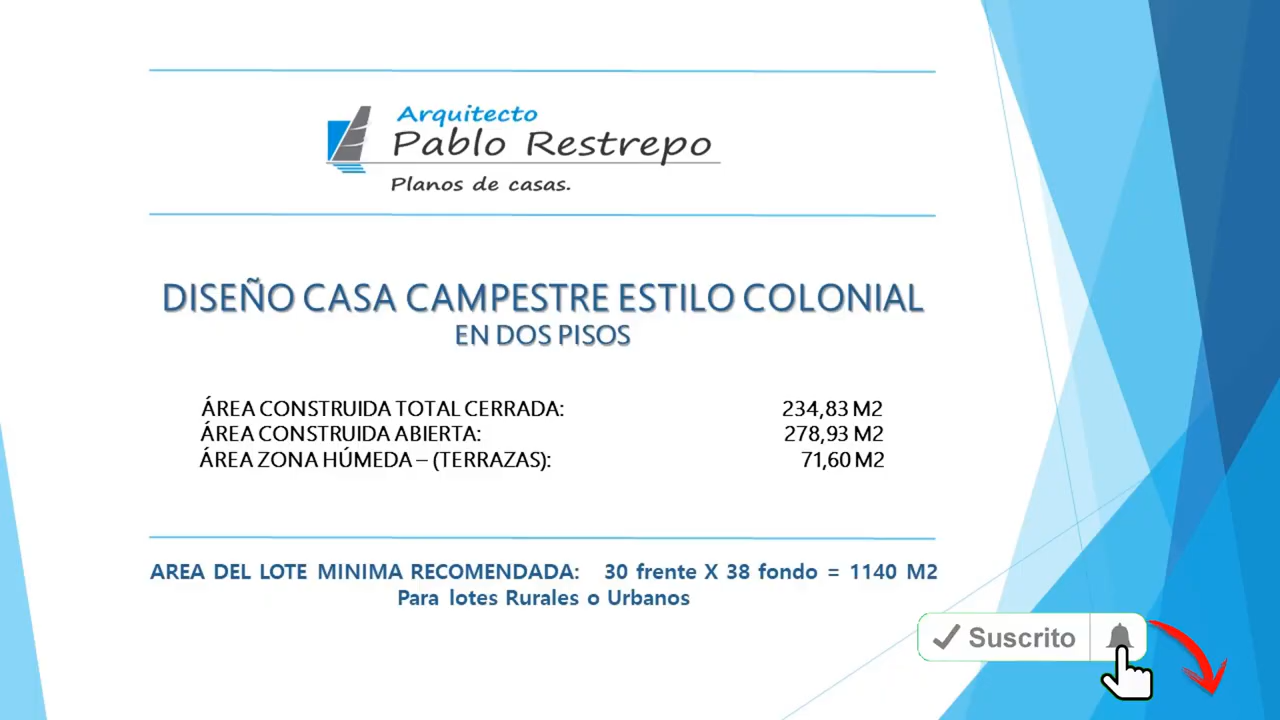 Arquitecto
Pablo Restrepo
Planos de casas.
DISEÑO CASA CAMPESTRE ESTILO COLONIAL
EN DOS PISOS
ÁREA CONSTRUIDA TOTAL CERRADA: 234,83 M2
ÁREA CONSTRUIDA ABIERTA: 278,93 M2
ÁREA ZONA HÚMEDA – (TERRAZAS): 71,60 M2
AREA DEL LOTE MINIMA RECOMENDADA: 30 frente X 38 fondo = 1140 M2
Para lotes Rurales o Urbanos
Suscrito